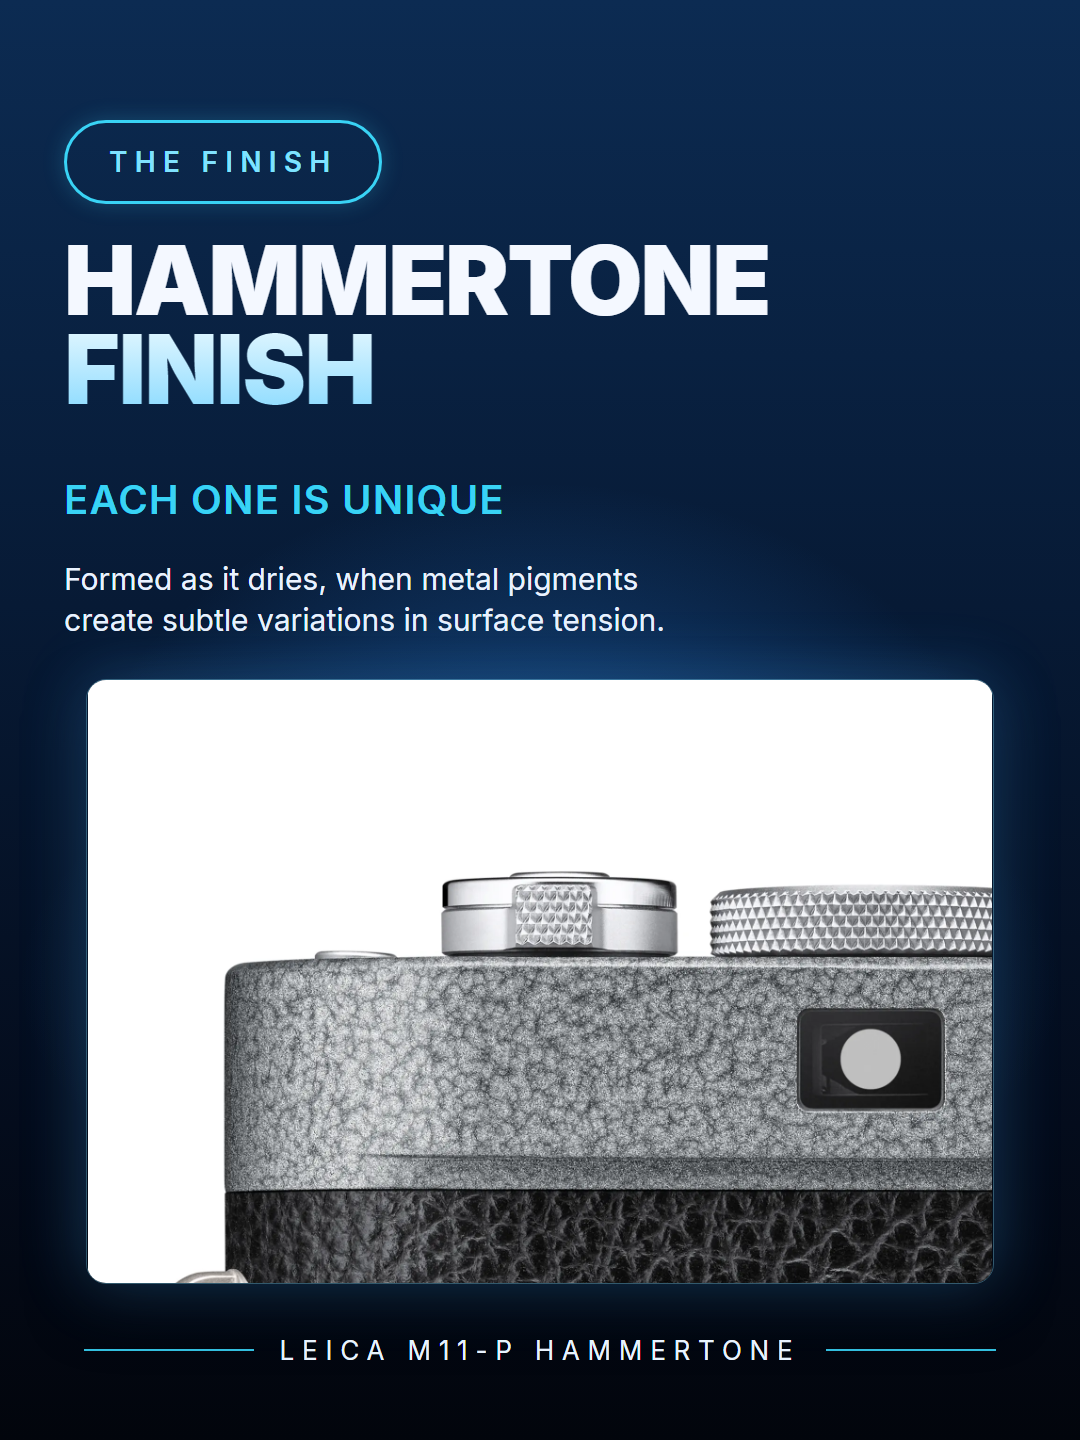 THE FINISH
HAMMERTONE
FINISH
EACH ONE IS UNIQUE
Formed as it dries, when metal pigments
create subtle variations in surface tension.
LEICA M11-P HAMMERTONE